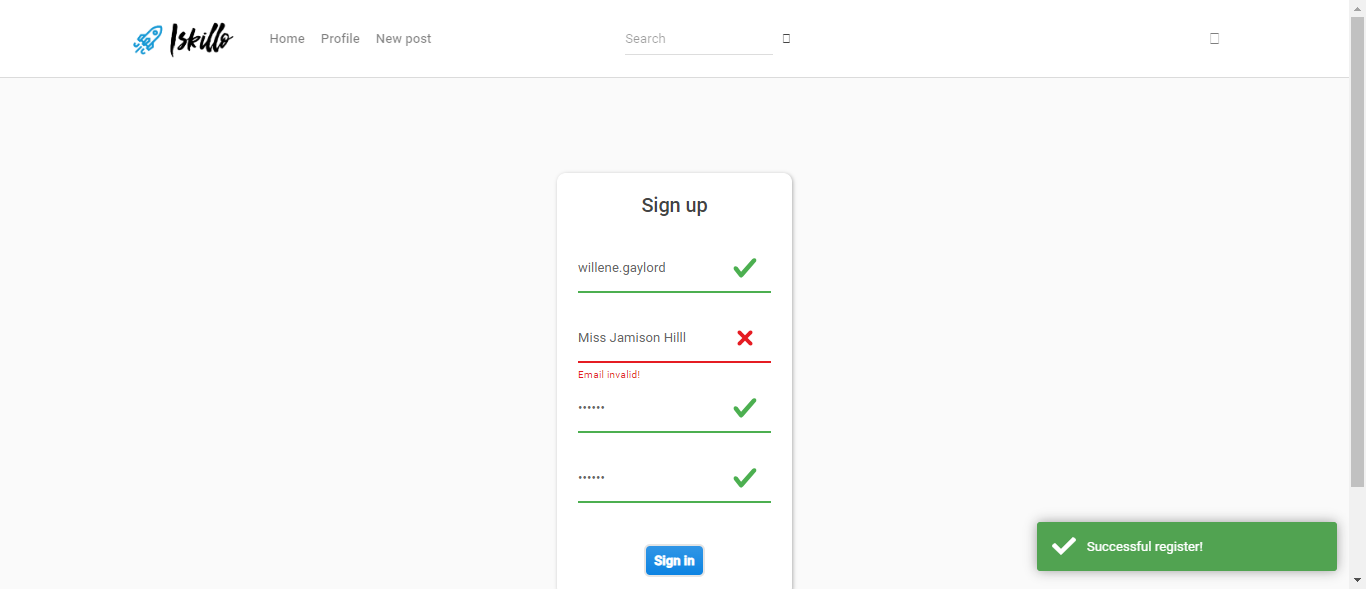 Iskillo
Home Profile New post
Search
Sign up
willene.gaylord
Miss Jamison Hilll
Email invalid!
••••••
••••••
Sign in
Successful register!